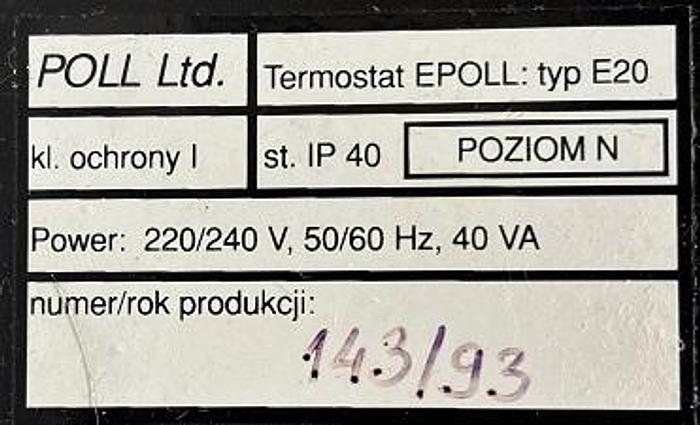 POLL Ltd.
Termostat EPOLL: typ E20
kl. ochrony I
st. IP 40
POZIOM N
Power: 220/240 V, 50/60 Hz, 40 VA
numer/rok produkcji:
143/93